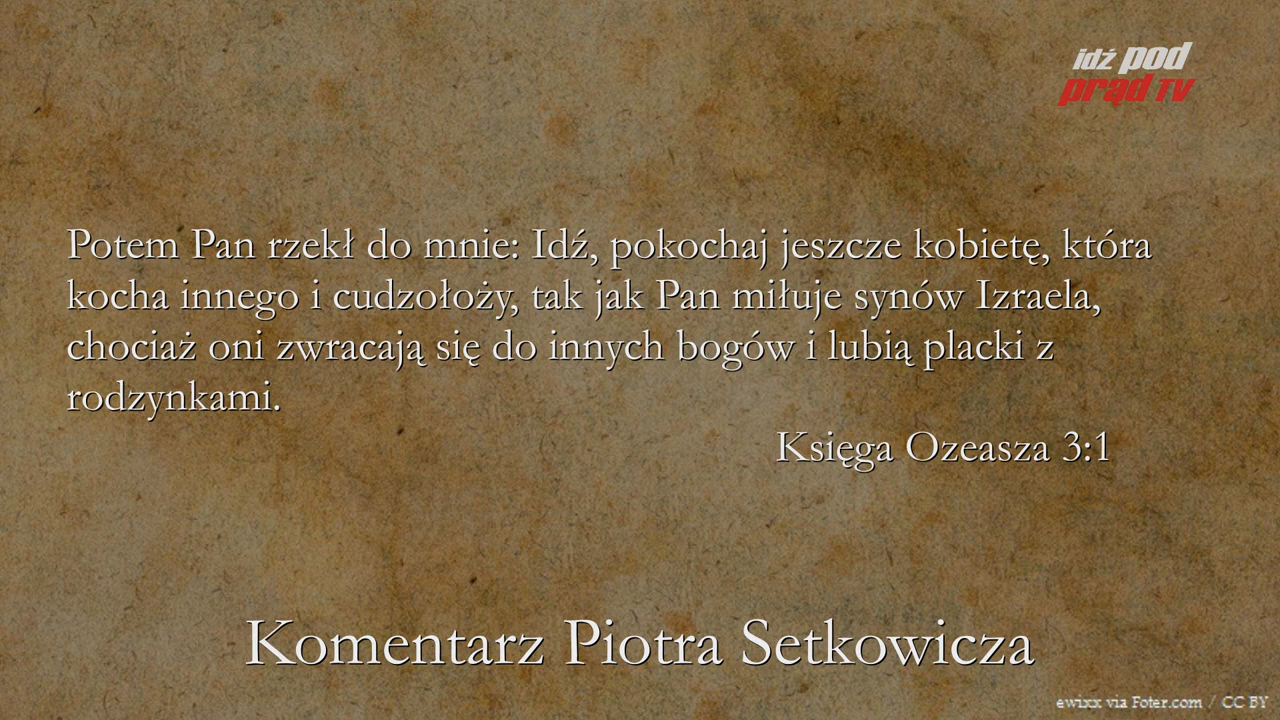 idź pod
prąd TV
Potem Pan rzekł do mnie: Idź, pokochaj jeszcze kobietę, która
kocha innego i cudzołoży, tak jak Pan miłuje synów Izraela,
chociaż oni zwracają się do innych bogów i lubią placki z
rodzynkami.
Księga Ozeasza 3:1
Komentarz Piotra Setkowicza
ewixx via Foter.com / CC BY